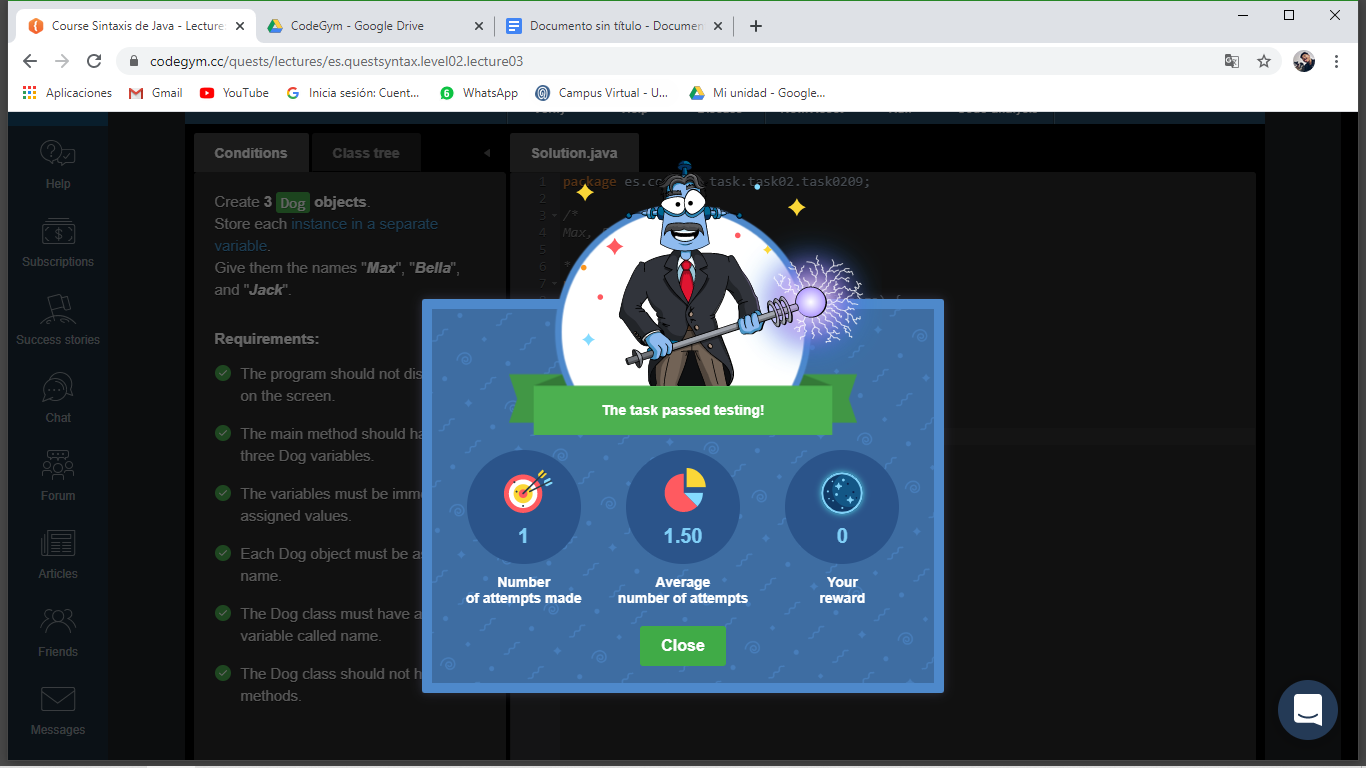 Course Sintaxis de Java - Lecture
CodeGym - Google Drive
Documento sin título - Documen
codegym.cc/quests/lectures/es.questsyntax.level02.lecture03
Aplicaciones
Gmail
YouTube
Inicia sesión: Cuent...
6
WhatsApp
Campus Virtual - U...
Mi unidad - Google...
Help
Subscriptions
Success stories
Chat
Forum
Articles
Friends
Messages
Conditions
Class tree
Create 3 Dog objects.
Store each instance in a separate
variable.
Give them the names "Max", "Bella",
and "Jack".
Requirements:
The program should not dis
on the screen.
The main method should ha
three Dog variables.
The variables must be imme
assigned values.
Each Dog object must be as
name.
The Dog class must have a
variable called name.
The Dog class should not h
methods.
Solution.java
1 package es.co task.task02.task0209;
2
3 /*
4 Max,
5
6 *
7
The task passed testing!
1
Number
of attempts made
1.50
Average
number of attempts
0
Your
reward
Close